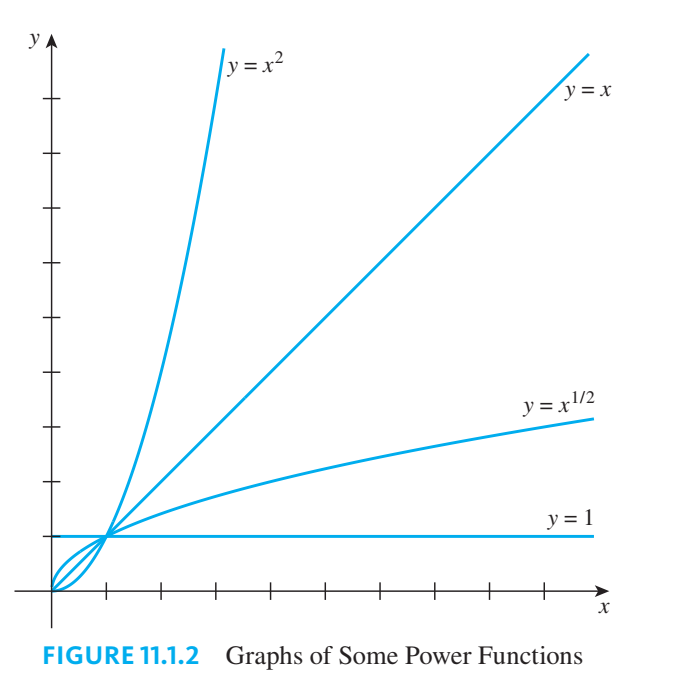 y
y = x²
y = x
y = x¹/²
y = 1
x
FIGURE 11.1.2 Graphs of Some Power Functions